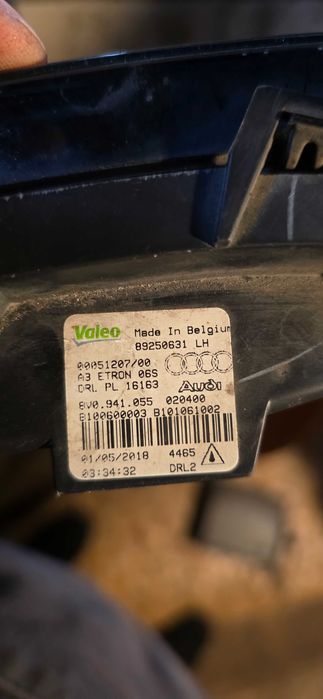 Valeo Made In Belgium
89250631 LH
00051207/00
A3 ETRON 06S
DRL PL 16163 Audi
8V0.941.055 020400
B100600003 B101061002
01/05/2018 4465
03:34:32 DRL2